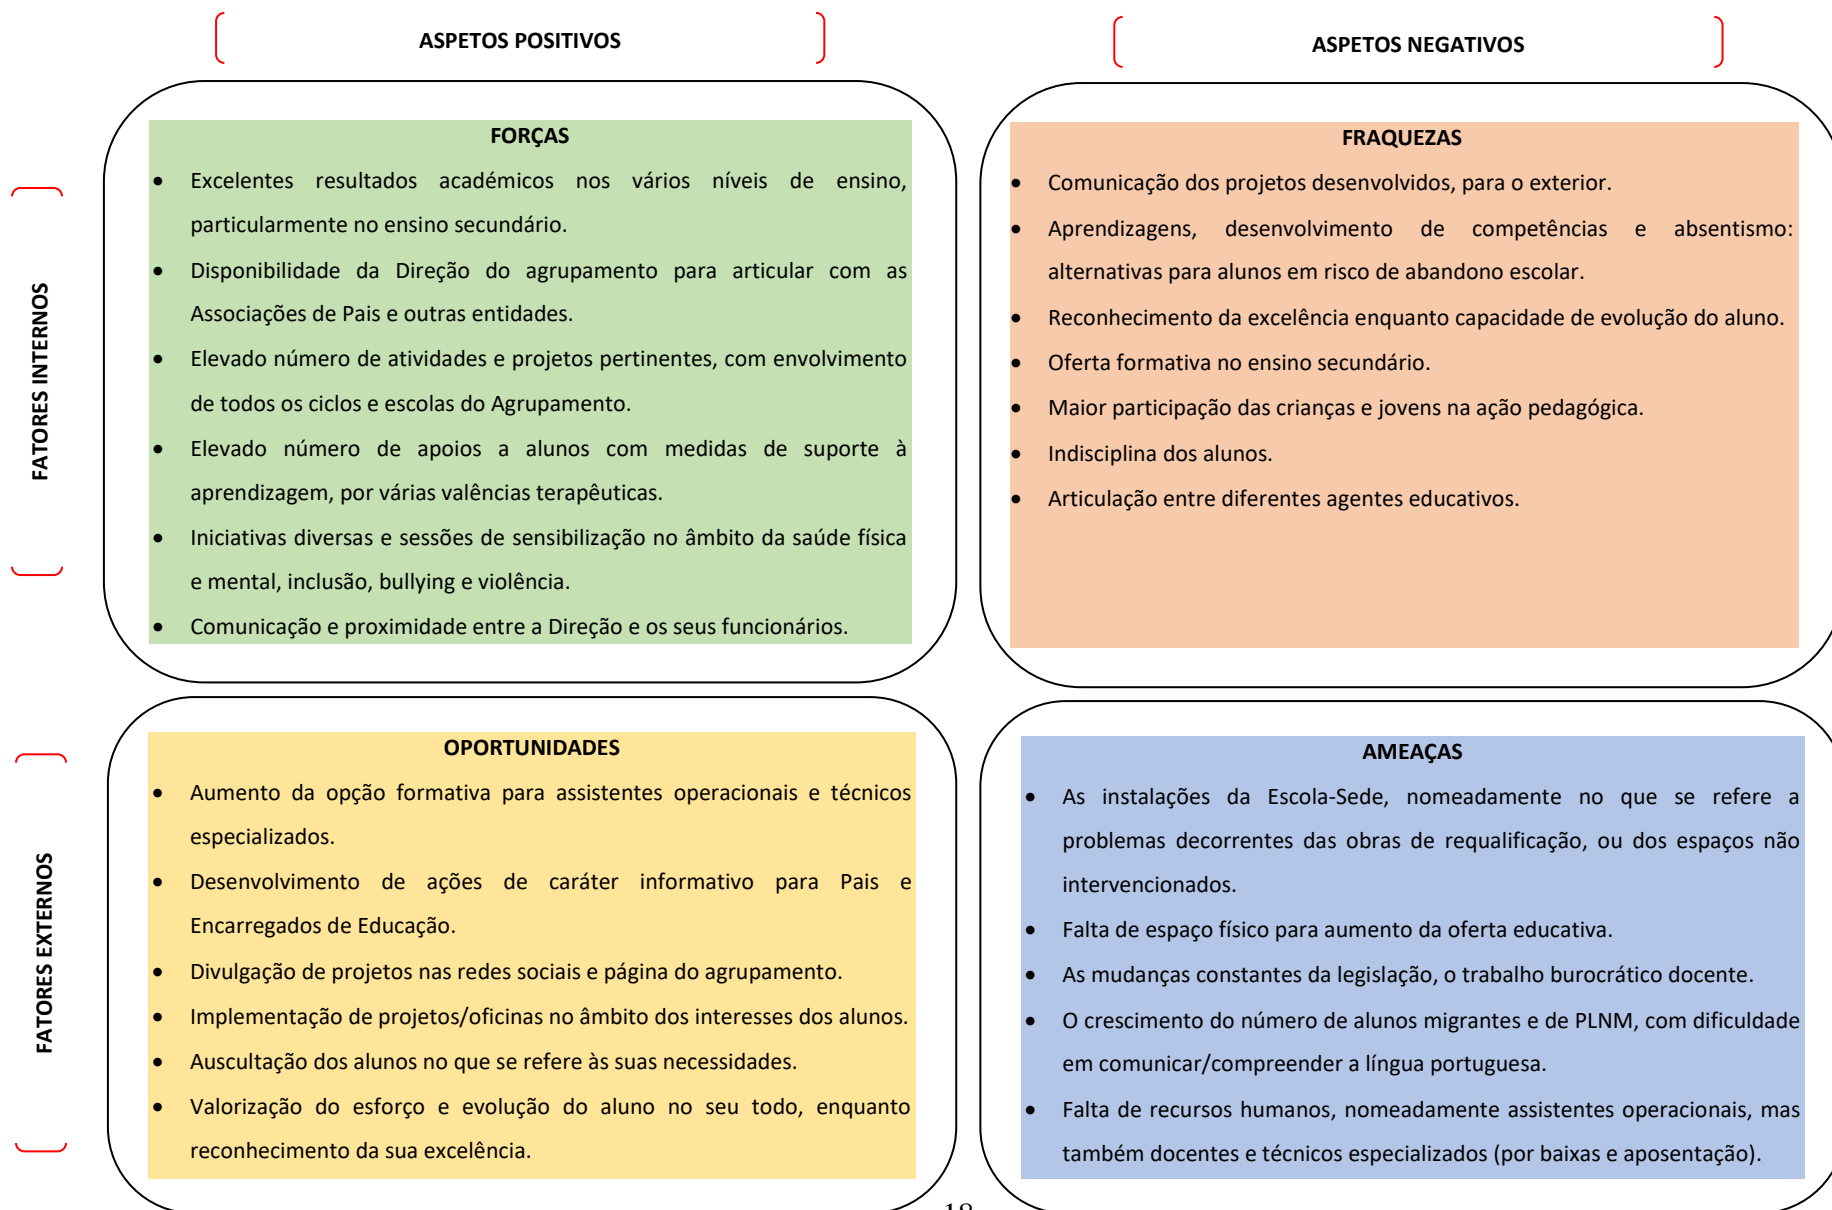 ASPETOS POSITIVOS
ASPETOS NEGATIVOS
FATORES INTERNOS
FORÇAS
• Excelentes resultados académicos nos vários níveis de ensino,
particularmente no ensino secundário.
• Disponibilidade da Direção do agrupamento para articular com as
Associações de Pais e outras entidades.
• Elevado número de atividades e projetos pertinentes, com envolvimento
de todos os ciclos e escolas do Agrupamento.
• Elevado número de apoios a alunos com medidas de suporte à
aprendizagem, por várias valências terapêuticas.
• Iniciativas diversas e sessões de sensibilização no âmbito da saúde física
e mental, inclusão, bullying e violência.
• Comunicação e proximidade entre a Direção e os seus funcionários.
FRAQUEZAS
• Comunicação dos projetos desenvolvidos, para o exterior.
• Aprendizagens, desenvolvimento de competências e absentismo:
alternativas para alunos em risco de abandono escolar.
• Reconhecimento da excelência enquanto capacidade de evolução do aluno.
• Oferta formativa no ensino secundário.
• Maior participação das crianças e jovens na ação pedagógica.
• Indisciplina dos alunos.
• Articulação entre diferentes agentes educativos.
FATORES EXTERNOS
OPORTUNIDADES
• Aumento da opção formativa para assistentes operacionais e técnicos
especializados.
• Desenvolvimento de ações de caráter informativo para Pais e
Encarregados de Educação.
• Divulgação de projetos nas redes sociais e página do agrupamento.
• Implementação de projetos/oficinas no âmbito dos interesses dos alunos.
• Auscultação dos alunos no que se refere às suas necessidades.
• Valorização do esforço e evolução do aluno no seu todo, enquanto
reconhecimento da sua excelência.
AMEAÇAS
• As instalações da Escola-Sede, nomeadamente no que se refere a
problemas decorrentes das obras de requalificação, ou dos espaços não
intervencionados.
• Falta de espaço físico para aumento da oferta educativa.
• As mudanças constantes da legislação, o trabalho burocrático docente.
• O crescimento do número de alunos migrantes e de PLNM, com dificuldade
em comunicar/compreender a língua portuguesa.
• Falta de recursos humanos, nomeadamente assistentes operacionais, mas
também docentes e técnicos especializados (por baixas e aposentação).
18